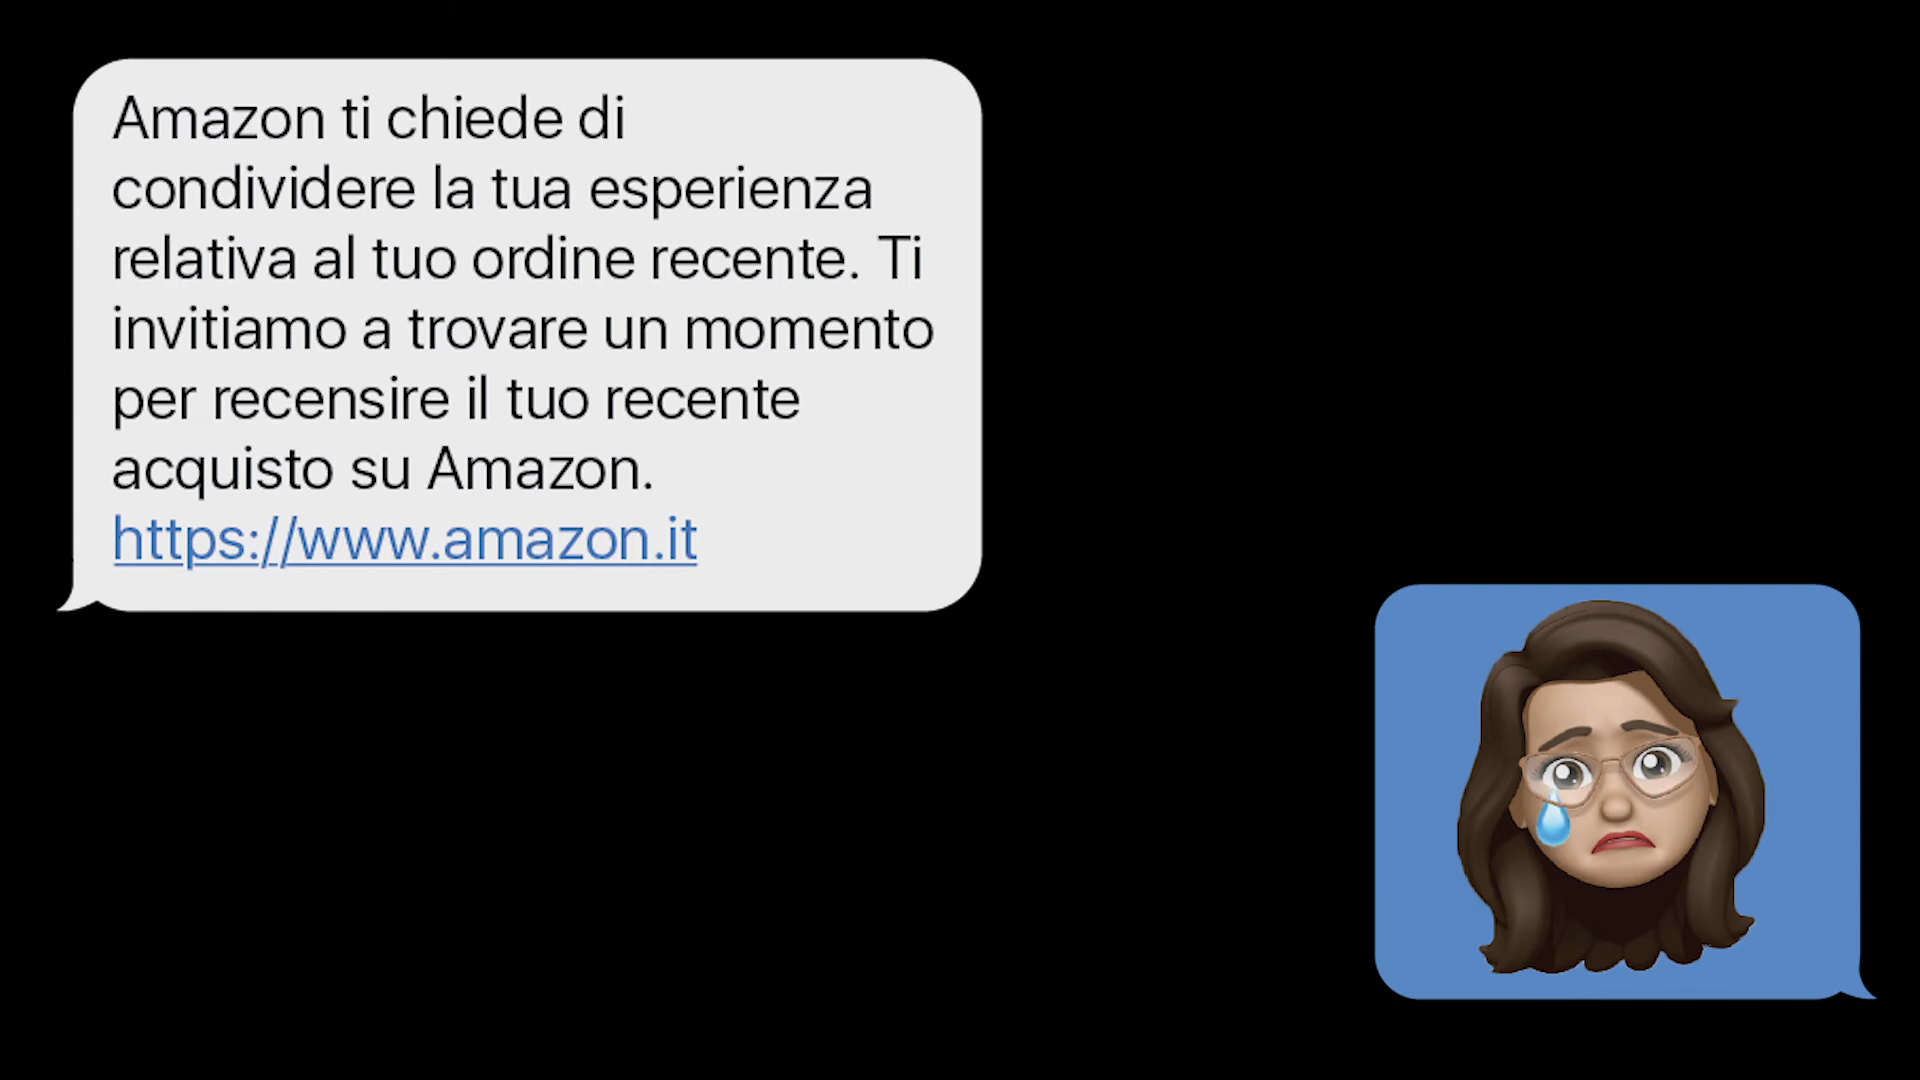 Amazon ti chiede di
condividere la tua esperienza
relativa al tuo ordine recente. Ti
invitiamo a trovare un momento
per recensire il tuo recente
acquisto su Amazon.
https://www.amazon.it